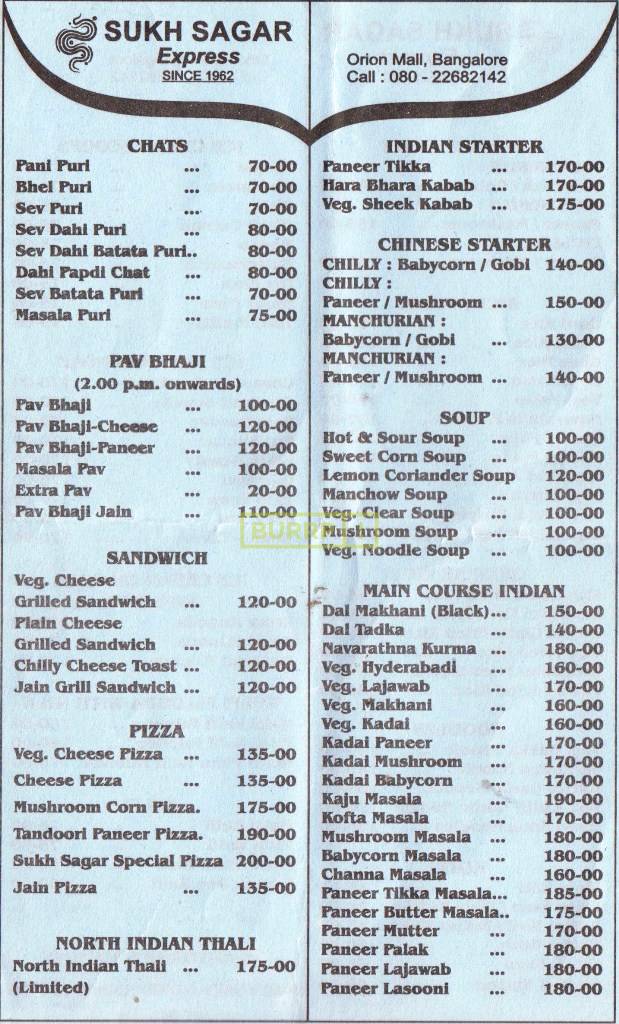 SUKH SAGAR
Express
SINCE 1962
Orion Mall, Bangalore
Call : 080 - 22682142
CHATS
Pani Puri ... 70-00
Bhel Puri ... 70-00
Sev Puri ... 70-00
Sev Dahi Puri ... 80-00
Sev Dahi Batata Puri.. 80-00
Dahi Papdi Chat ... 80-00
Sev Batata Puri ... 70-00
Masala Puri ... 75-00
PAV BHAJI
(2.00 p.m. onwards)
Pav Bhaji ... 100-00
Pav Bhaji-Cheese ... 120-00
Pav Bhaji-Paneer ... 120-00
Masala Pav ... 100-00
Extra Pav ... 20-00
Pav Bhaji Jain ... 110-00
SANDWICH
Veg. Cheese
Grilled Sandwich ... 120-00
Plain Cheese
Grilled Sandwich ... 120-00
Chilly Cheese Toast ... 120-00
Jain Grill Sandwich ... 120-00
PIZZA
Veg. Cheese Pizza ... 135-00
Cheese Pizza ... 135-00
Mushroom Corn Pizza. 175-00
Tandoori Paneer Pizza. 190-00
Sukh Sagar Special Pizza 200-00
Jain Pizza ... 135-00
NORTH INDIAN THALI
North Indian Thali ... 175-00
(Limited)
INDIAN STARTER
Paneer Tikka ... 170-00
Hara Bhara Kabab ... 170-00
Veg. Sheek Kabab ... 175-00
CHINESE STARTER
CHILLY : Babycorn / Gobi 140-00
CHILLY :
Paneer / Mushroom ... 150-00
MANCHURIAN :
Babycorn / Gobi ... 130-00
MANCHURIAN :
Paneer / Mushroom ... 140-00
SOUP
Hot & Sour Soup ... 100-00
Sweet Corn Soup ... 100-00
Lemon Coriander Soup 120-00
Manchow Soup ... 100-00
Veg. Clear Soup ... 100-00
Mushroom Soup ... 100-00
Veg. Noodle Soup ... 100-00
MAIN COURSE INDIAN
Dal Makhani (Black)... 150-00
Dal Tadka ... 140-00
Navarathna Kurma ... 180-00
Veg. Hyderabadi ... 160-00
Veg. Lajawab ... 170-00
Veg. Makhani ... 160-00
Veg. Kadai ... 160-00
Kadai Paneer ... 170-00
Kadai Mushroom ... 170-00
Kadai Babycorn ... 170-00
Kaju Masala ... 190-00
Kofta Masala ... 170-00
Mushroom Masala ... 180-00
Babycorn Masala ... 180-00
Channa Masala ... 160-00
Paneer Tikka Masala... 185-00
Paneer Butter Masala.. 175-00
Paneer Mutter ... 170-00
Paneer Palak ... 180-00
Paneer Lajawab ... 180-00
Paneer Lasooni ... 180-00